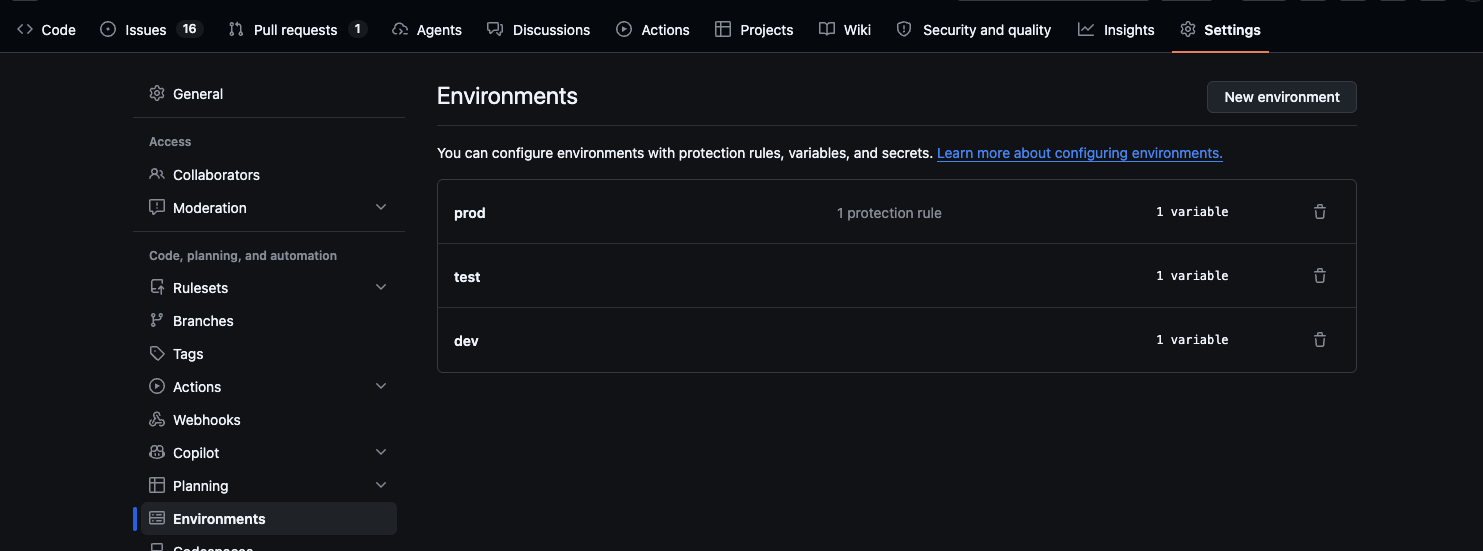 Code Issues 16 Pull requests 1 Agents Discussions Actions Projects Wiki Security and quality Insights Settings
General
Access
Collaborators
Moderation
Code, planning, and automation
Rulesets
Branches
Tags
Actions
Webhooks
Copilot
Planning
Environments
Codespaces
Environments
New environment
You can configure environments with protection rules, variables, and secrets. Learn more about configuring environments.
prod 1 protection rule 1 variable
test 1 variable
dev 1 variable